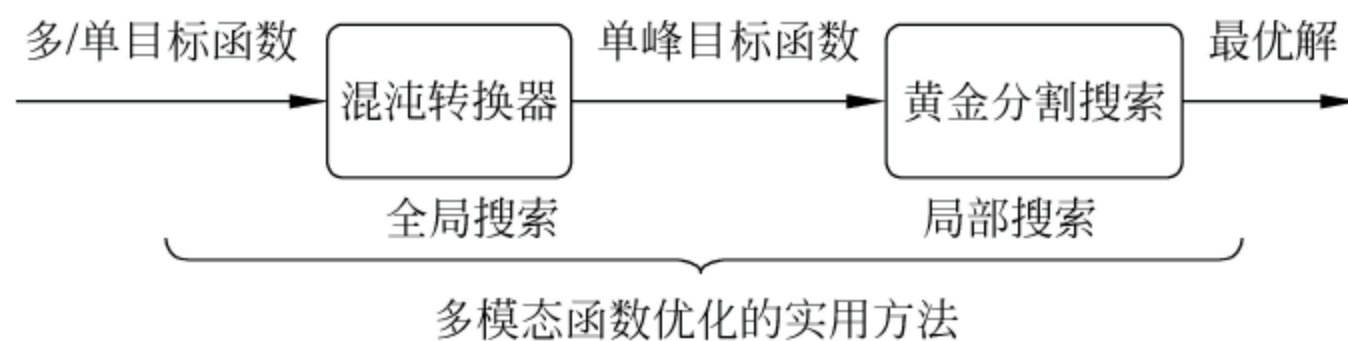 多/单目标函数
单峰目标函数
最优解
混沌转换器
黄金分割搜索
全局搜索
局部搜索
多模态函数优化的实用方法